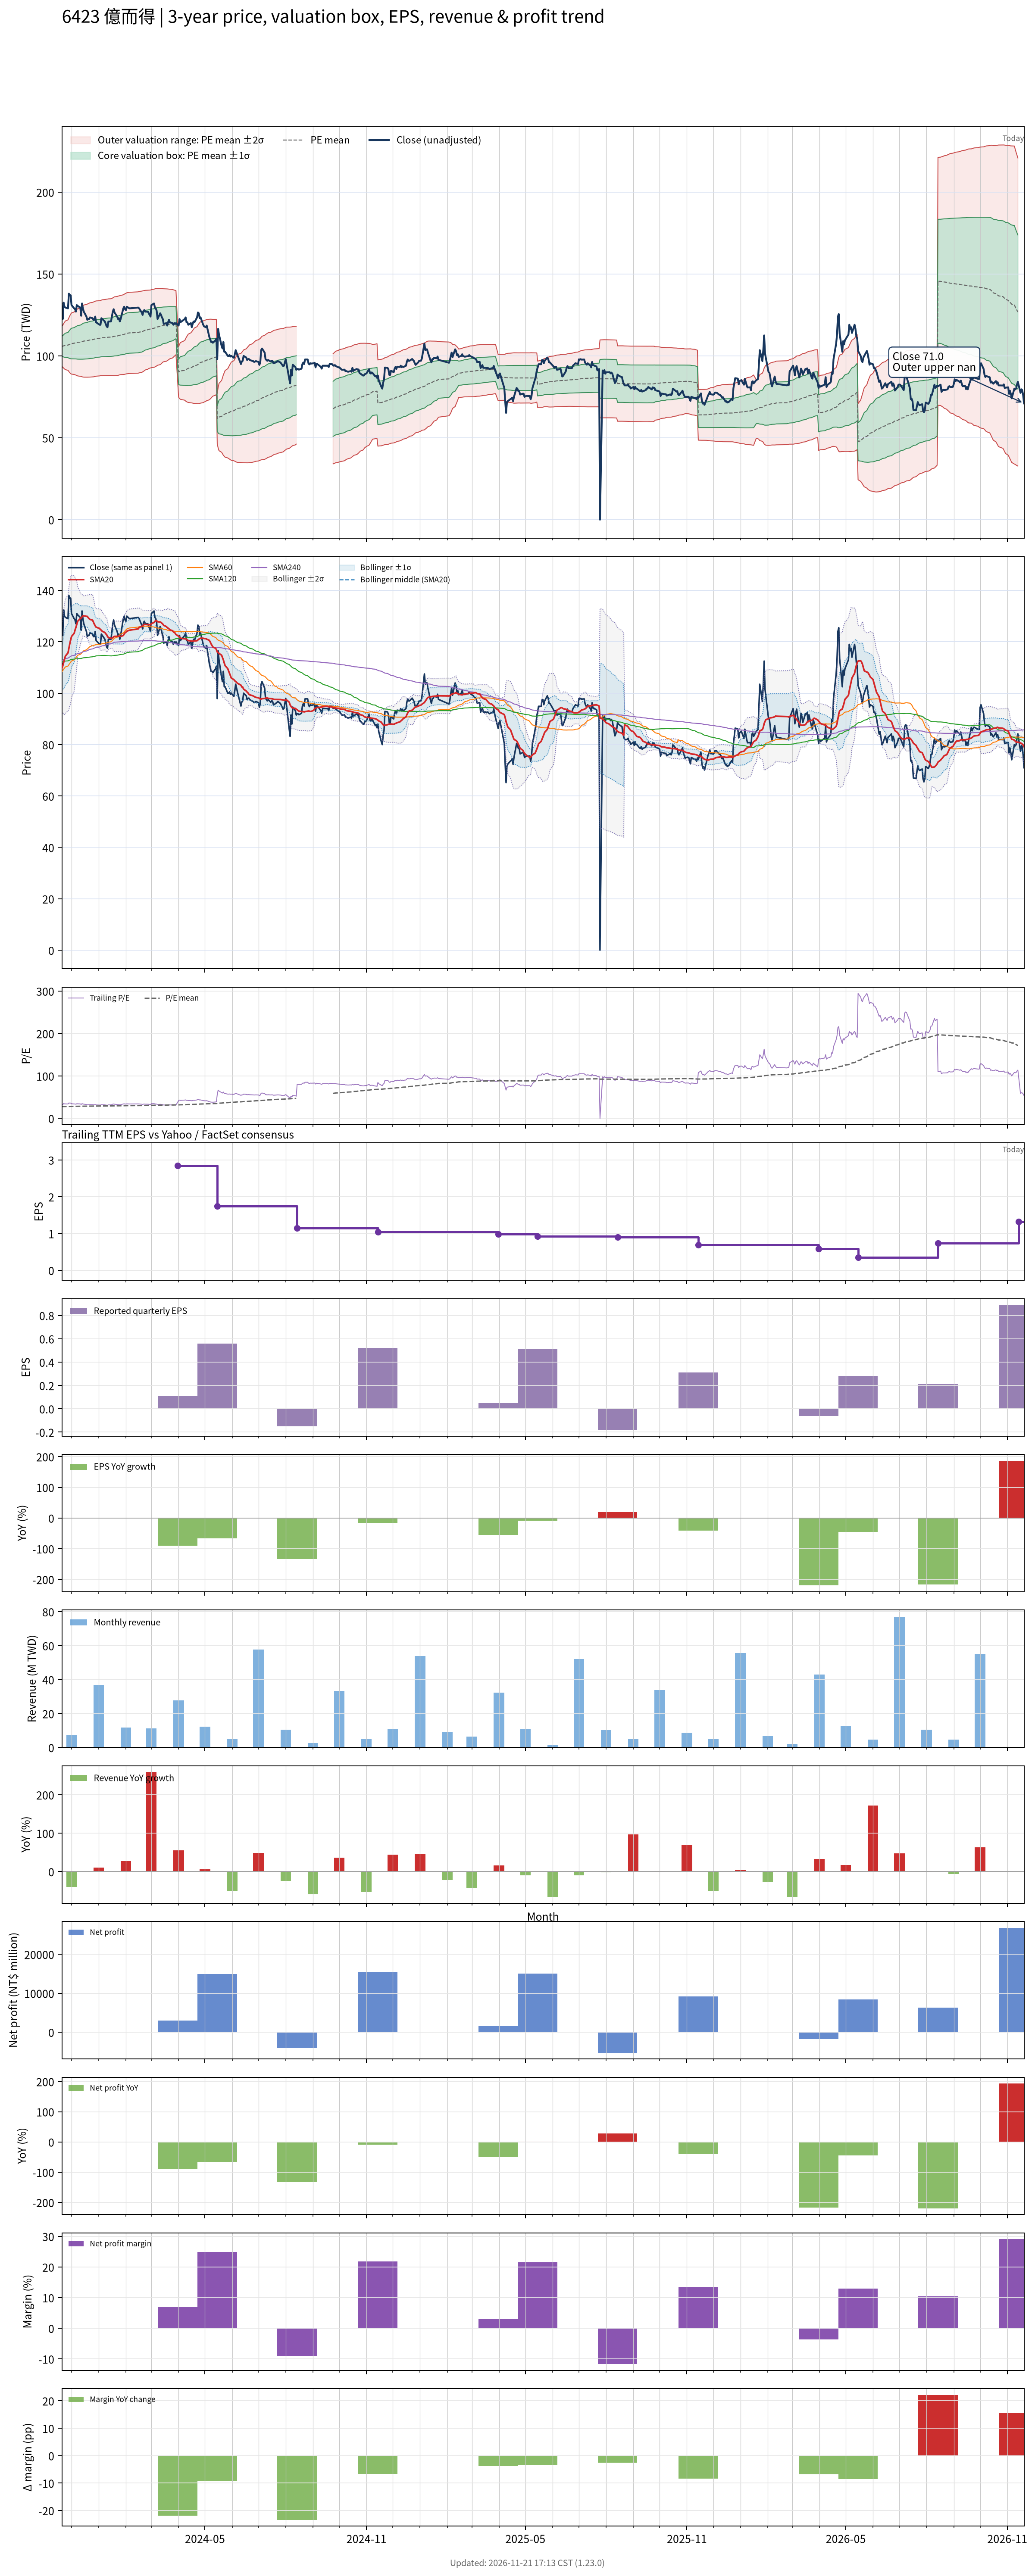 6423 億而得 | 3-year price, valuation box, EPS, revenue & profit trend
Outer valuation range: PE mean ±2σ
PE mean
Close (unadjusted)
Core valuation box: PE mean ±1σ
Today
Price (TWD)
200
150
100
50
0
Close 71.0
Outer upper nan
Close (same as panel 1)
SMA60
SMA240
Bollinger ±1σ
SMA20
SMA120
Bollinger ±2σ
Bollinger middle (SMA20)
Price
140
120
100
80
60
40
20
0
Trailing P/E
P/E mean
P/E
300
200
100
0
Trailing TTM EPS vs Yahoo / FactSet consensus
Today
EPS
3
2
1
0
Reported quarterly EPS
EPS
0.8
0.6
0.4
0.2
0.0
-0.2
EPS YoY growth
YoY (%)
200
100
0
-100
-200
Monthly revenue
Revenue (M TWD)
80
60
40
20
0
Revenue YoY growth
YoY (%)
200
100
0
Month
Net profit
Net profit (NT$ million)
20000
10000
0
Net profit YoY
YoY (%)
200
100
0
-100
-200
Net profit margin
Margin (%)
30
20
10
0
-10
Margin YoY change
Δ margin (pp)
20
10
0
-10
-20
2024-05
2024-11
2025-05
2025-11
2026-05
2026-11
Updated: 2026-11-21 17:13 CST (1.23.0)